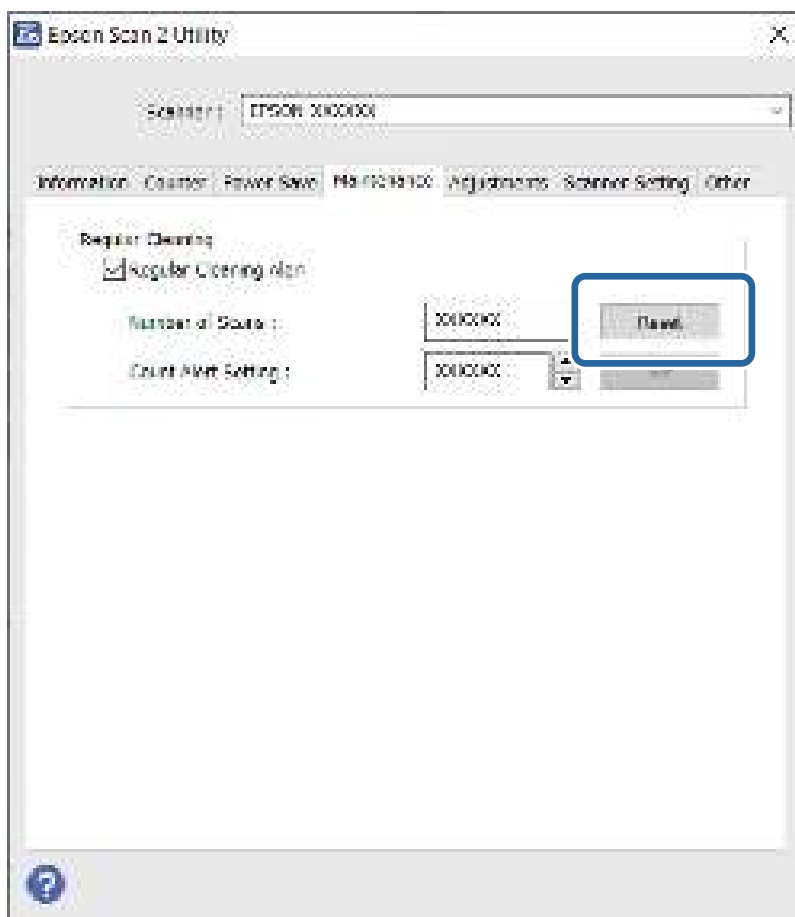 Epson Scan 2 Utility
Scanner : EPSON XXXXXX
Information Counter Power Save Maintenance Adjustments Scanner Setting Other
Regular Cleaning
Regular Cleaning Alert
Number of Scans : XXXXXX Reset
Count Alert Setting : XXXXXX
?